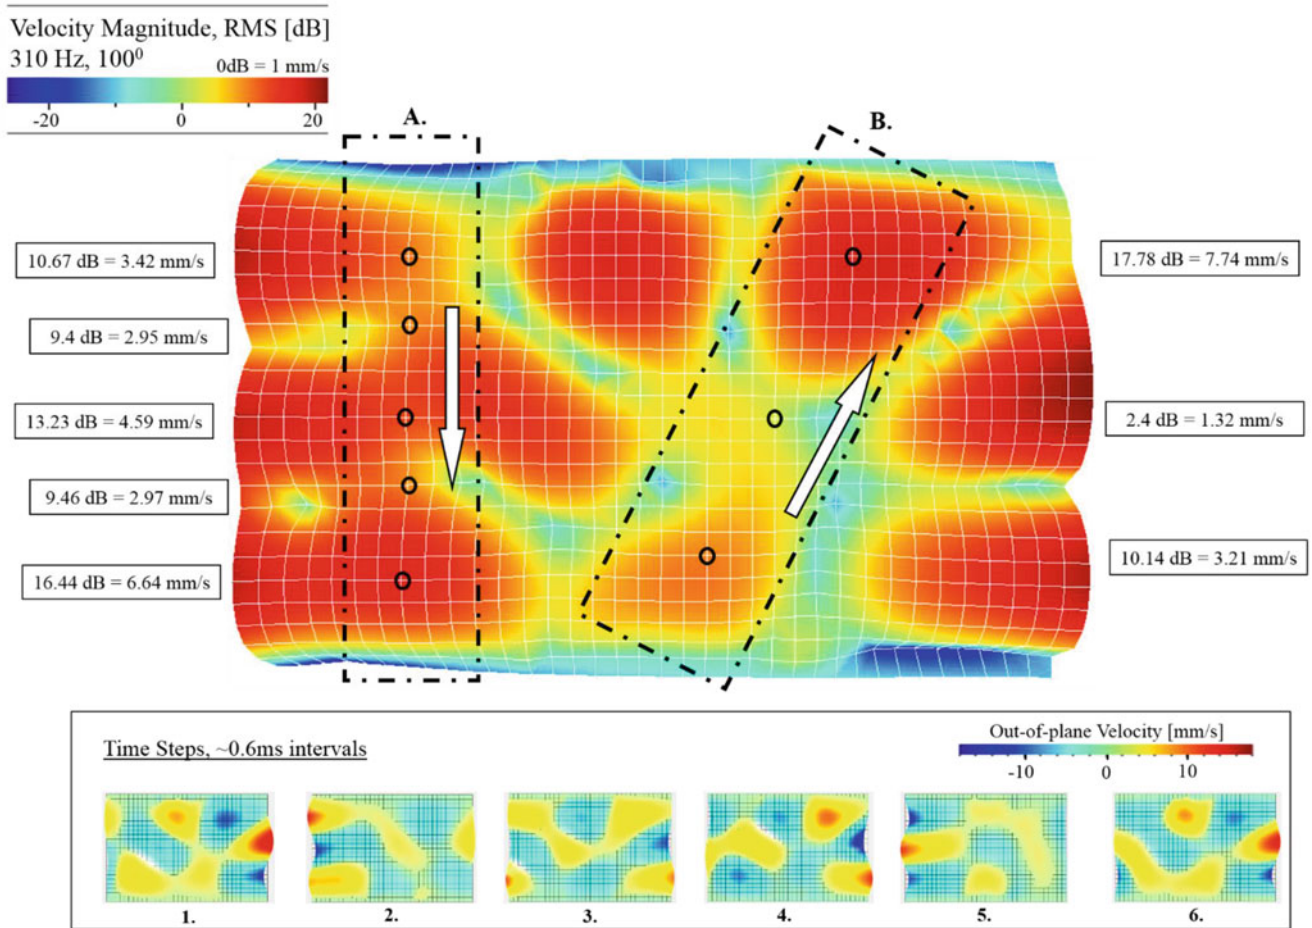 Velocity Magnitude, RMS [dB]
310 Hz, 100⁰
0dB = 1 mm/s
-20 0 20
A.
B.
10.67 dB = 3.42 mm/s
9.4 dB = 2.95 mm/s
13.23 dB = 4.59 mm/s
9.46 dB = 2.97 mm/s
16.44 dB = 6.64 mm/s
17.78 dB = 7.74 mm/s
2.4 dB = 1.32 mm/s
10.14 dB = 3.21 mm/s
Time Steps, ~0.6ms intervals
Out-of-plane Velocity [mm/s]
-10 0 10
1. 2. 3. 4. 5. 6.